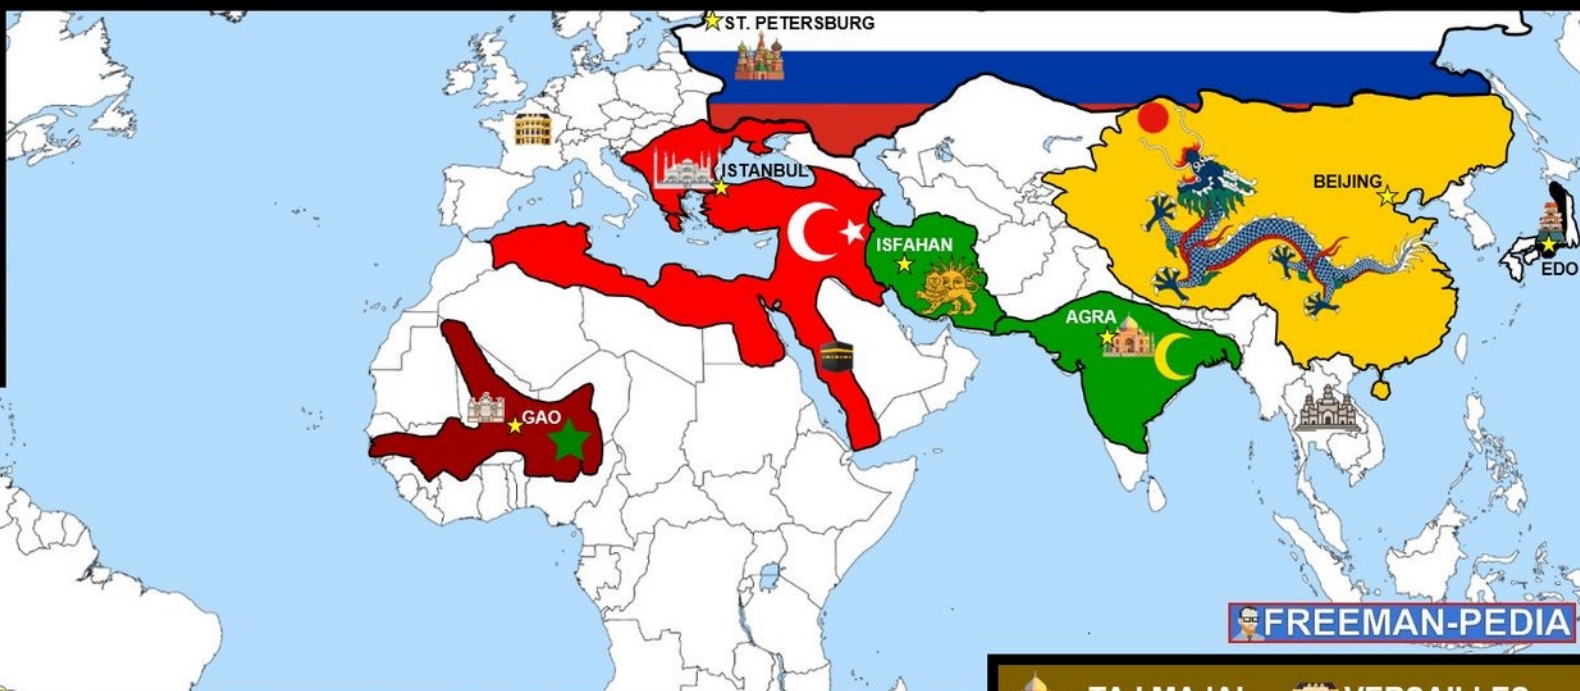 ST. PETERSBURG
ISTANBUL
BEIJING
ISFAHAN
EDO
AGRA
GAO
FREEMAN-PEDIA